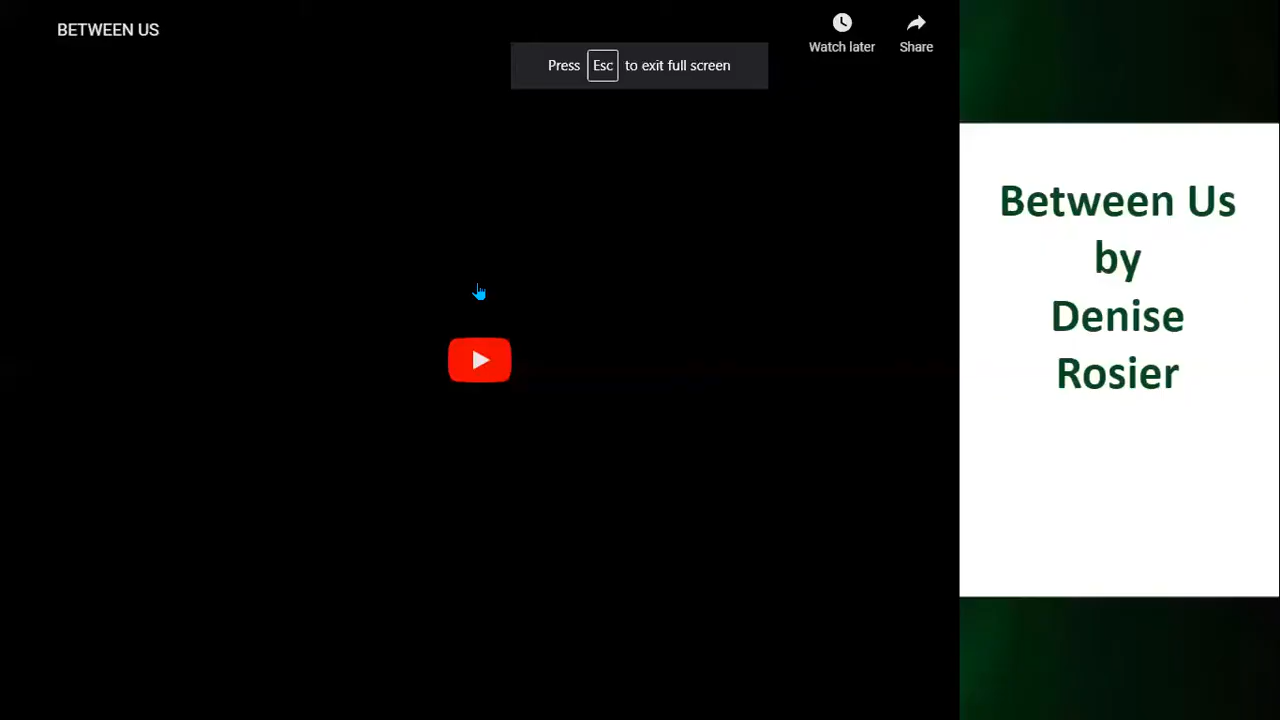 BETWEEN US
Watch later
Share
Press Esc to exit full screen
Between Us
by
Denise
Rosier